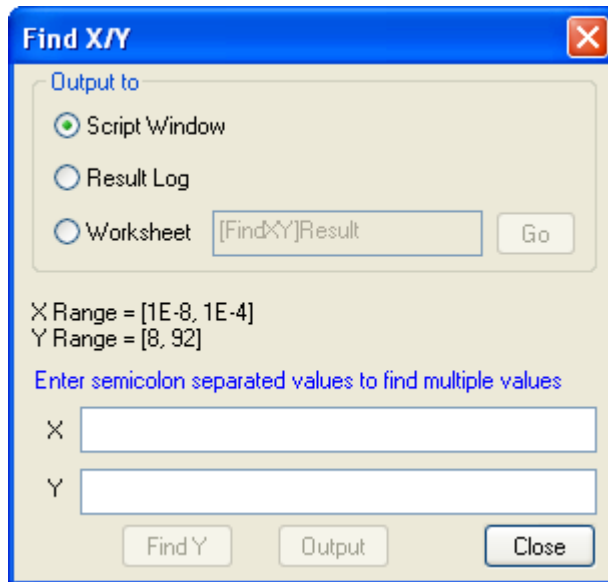 Find X/Y
Output to
Script Window
Result Log
Worksheet [FindXY]Result Go
X Range = [1E-8, 1E-4]
Y Range = [8, 92]
Enter semicolon separated values to find multiple values
X
Y
Find Y Output Close